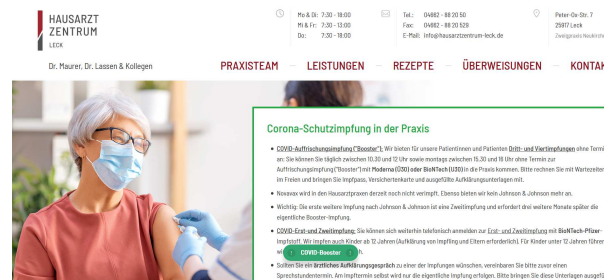 HAUSARZT
ZENTRUM
LECK
Dr. Maurer, Dr. Lassen & Kollegen
Mo & Di: 7:30 - 18:00
Mi & Fr: 7:30 - 13:00
Do: 7:30 - 18:00
Tel.: 04662 - 88 20 50
Fax: 04662 - 88 20 529
E-Mail: info@hausarztzentrum-leck.de
Peter-Ox-Str. 7
25917 Leck
Zweigpraxis Neukirche
PRAXISTEAM — LEISTUNGEN — REZEPTE — ÜBERWEISUNGEN — KONTA
Corona-Schutzimpfung in der Praxis
• COVID-Auffrischungsimpfung ("Booster"): Wir bieten für unsere Patientinnen und Patienten Dritt- und Viertimpfungen ohne Termi
an: Sie können Sie täglich zwischen 10.30 und 12 Uhr sowie montags zwischen 15.30 und 16 Uhr ohne Termin zur
Auffrischungsimpfung ("Booster") mit Moderna (Ü30) oder BioNTech (U30) in die Praxis kommen. Bitte rechnen Sie mit Wartezeiten
im Freien und bringen Sie Impfpass, Versichertenkarte und ausgefüllte Aufklärungsunterlagen mit.
• Novavax wird in den Hausarztpraxen derzeit noch nicht verimpft. Ebenso bieten wir kein Johnson & Johnson mehr an.
• Wichtig: Die erste weitere Impfung nach Johnson & Johnson ist eine Zweitimpfung und erfordert drei weitere Monate später die
eigentliche Booster-Impfung.
• COVID-Erst-und Zweitimpfung: Sie können sich weiterhin telefonisch anmelden zur Erst- und Zweitimpfung mit BioNTech-Pfizer-
Impfstoff. Wir impfen auch Kinder ab 12 Jahren (Aufklärung von Impfling und Eltern erforderlich). Für Kinder unter 12 Jahren führen
COVID-Booster
• Sollten Sie ein ärztliches Aufklärungsgespräch zu einer der Impfungen wünschen, vereinbaren Sie bitte zuvor einen
Sprechstundentermin. Am Impftermin selbst wird nur die eigentliche Impfung erfolgen. Bitte bringen Sie diese Unterlagen ausgefü